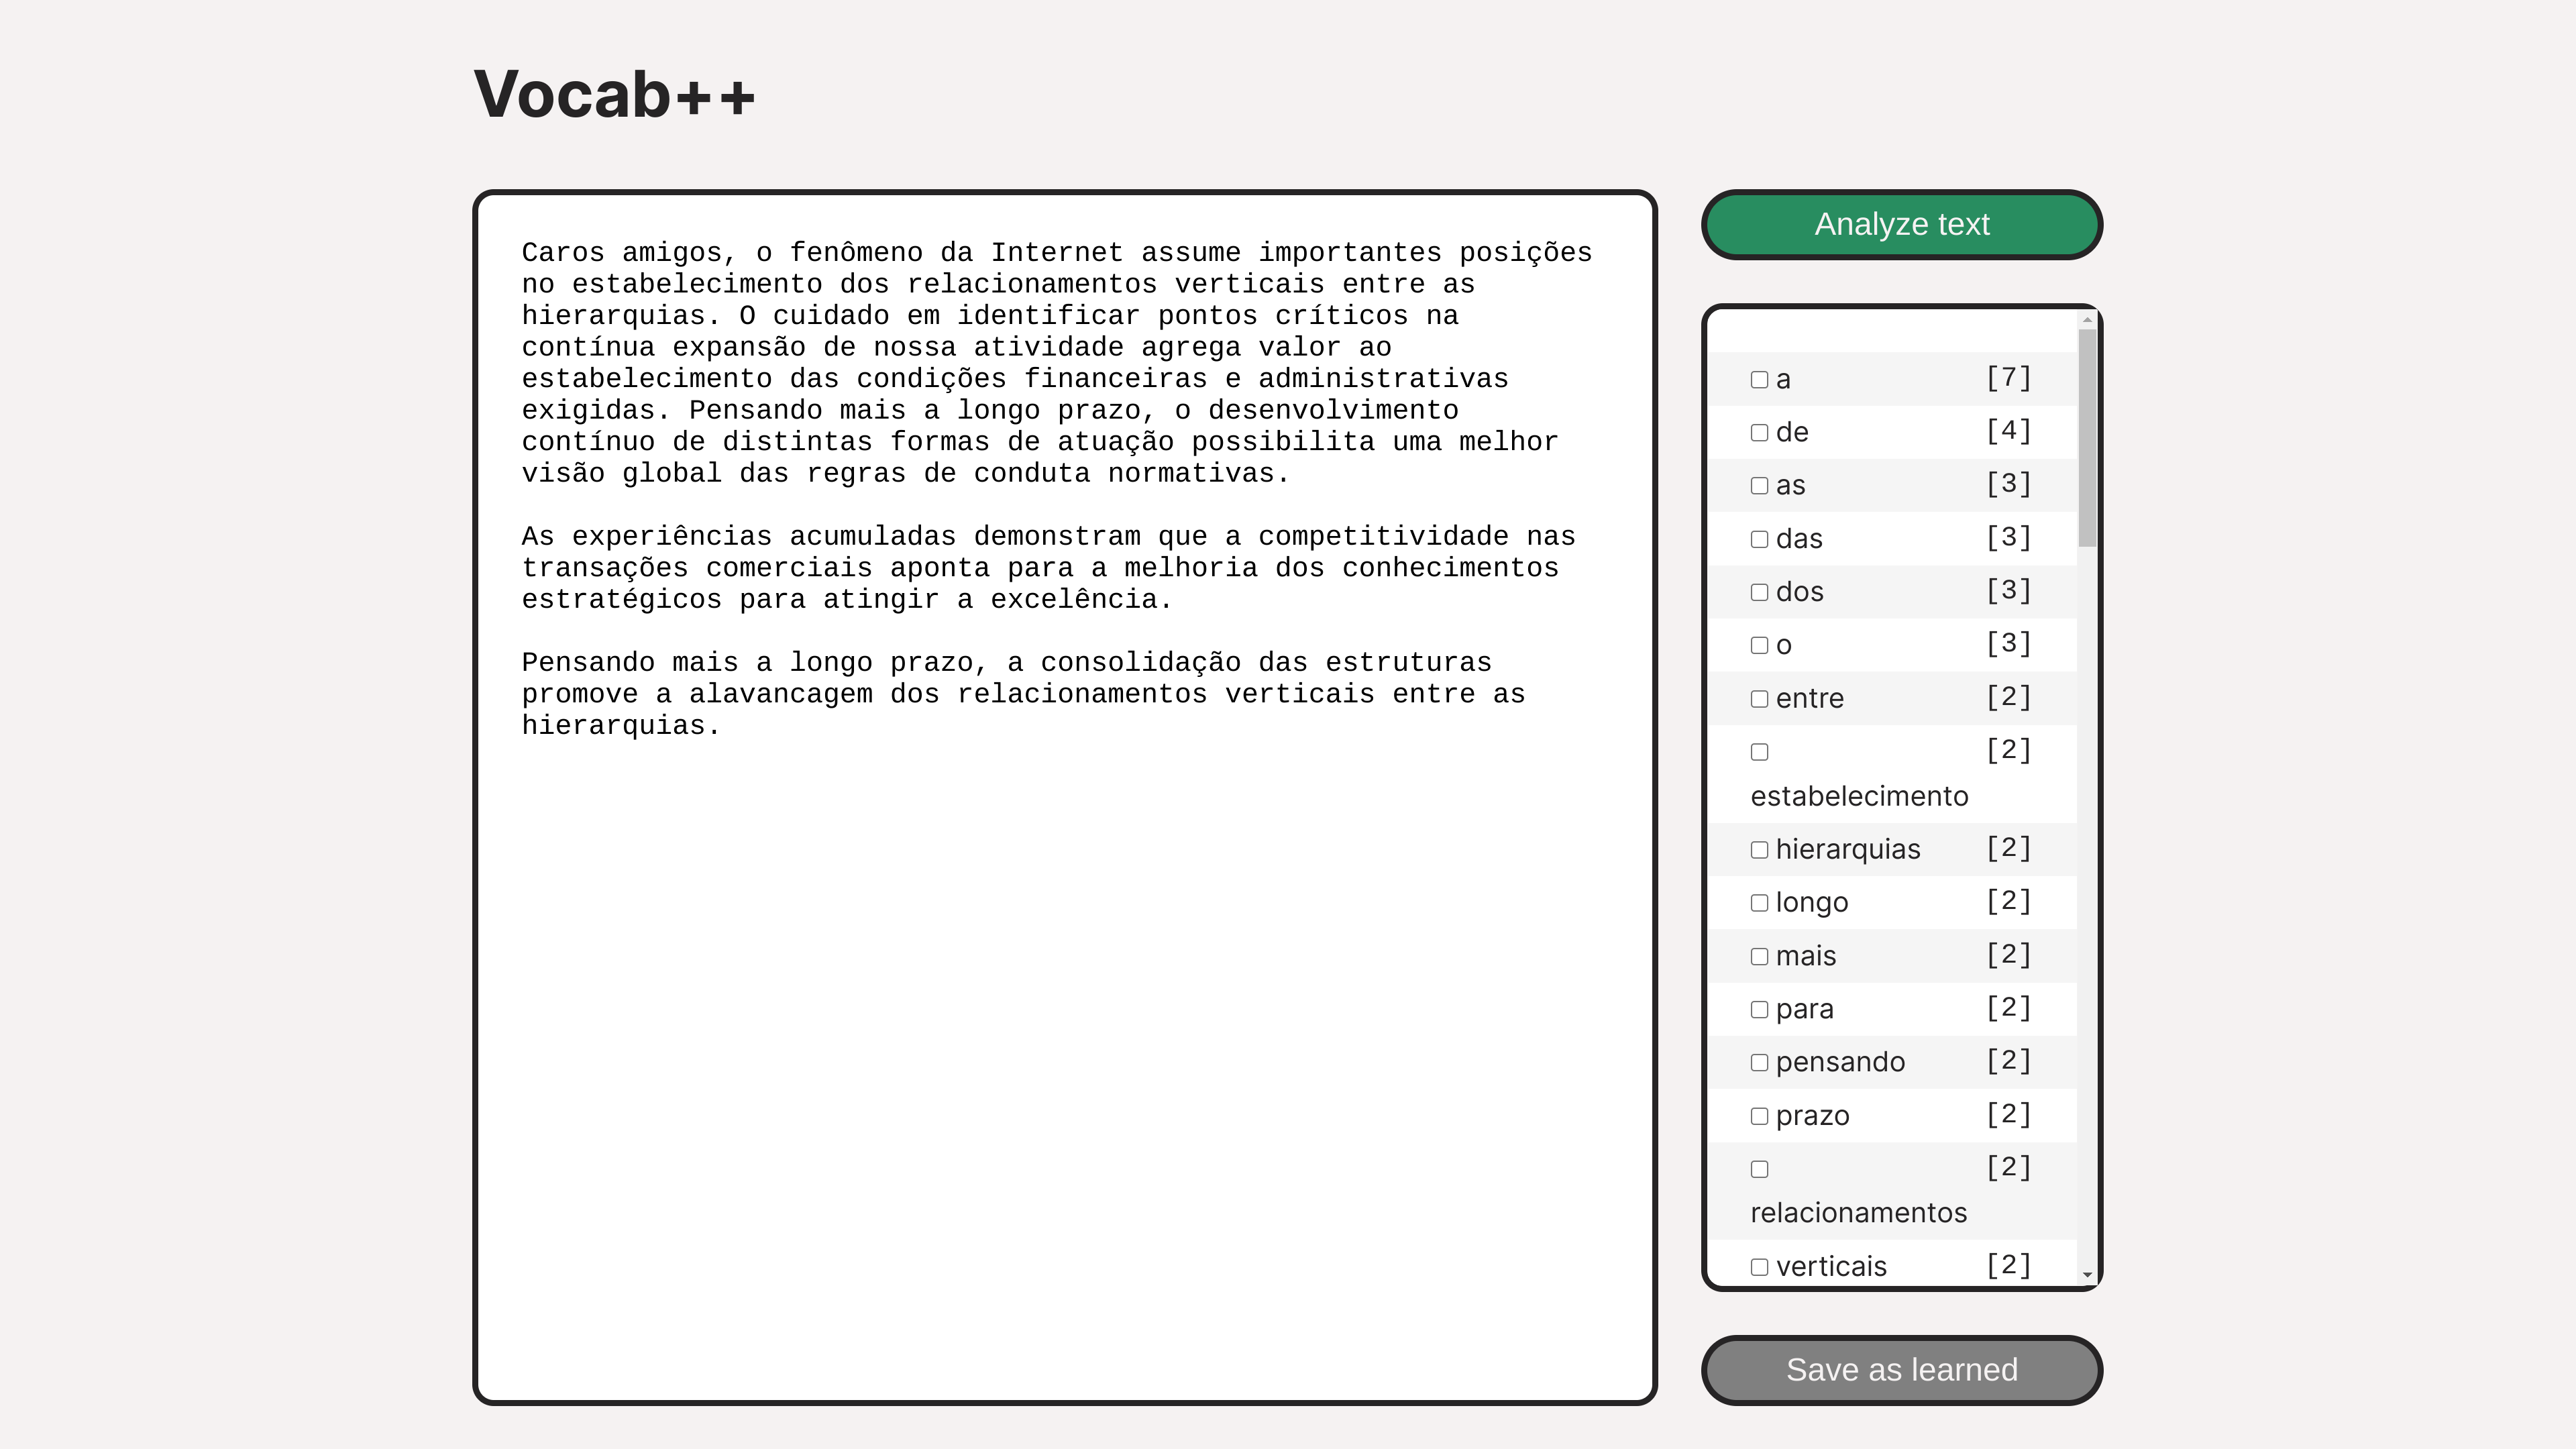 Vocab++
Caros amigos, o fenômeno da Internet assume importantes posições
no estabelecimento dos relacionamentos verticais entre as
hierarquias. O cuidado em identificar pontos críticos na
contínua expansão de nossa atividade agrega valor ao
estabelecimento das condições financeiras e administrativas
exigidas. Pensando mais a longo prazo, o desenvolvimento
contínuo de distintas formas de atuação possibilita uma melhor
visão global das regras de conduta normativas.
As experiências acumuladas demonstram que a competitividade nas
transações comerciais aponta para a melhoria dos conhecimentos
estratégicos para atingir a excelência.
Pensando mais a longo prazo, a consolidação das estruturas
promove a alavancagem dos relacionamentos verticais entre as
hierarquias.
Analyze text
a [7]
de [4]
as [3]
das [3]
dos [3]
o [3]
entre [2]
[2]
estabelecimento
hierarquias [2]
longo [2]
mais [2]
para [2]
pensando [2]
prazo [2]
[2]
relacionamentos
verticais [2]
Save as learned